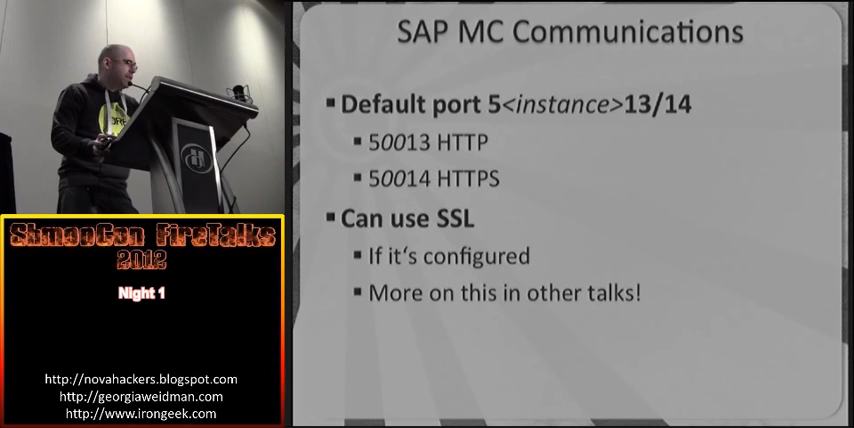 SAP MC Communications
Default port 5<instance>13/14
50013 HTTP
50014 HTTPS
Can use SSL
If it's configured
More on this in other talks!
ShmooCon FireTalks
2012
Night 1
http://novahackers.blogspot.com
http://georgiaweidman.com
http://www.irongeek.com